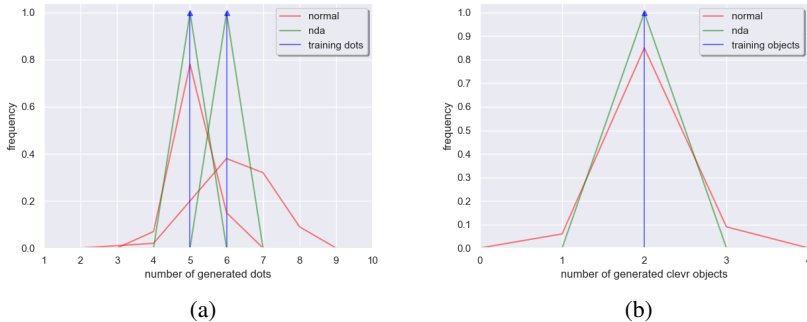 1.0
0.8
0.6
0.4
0.2
0.0
frequency
1 2 3 4 5 6 7 8 9 10
number of generated dots
normal
nda
training dots
(a)
1.0
0.9
0.8
0.7
0.6
0.5
0.4
0.3
0.2
0.1
0.0
frequency
0 1 2 3 4
number of generated clevr objects
normal
nda
training objects
(b)